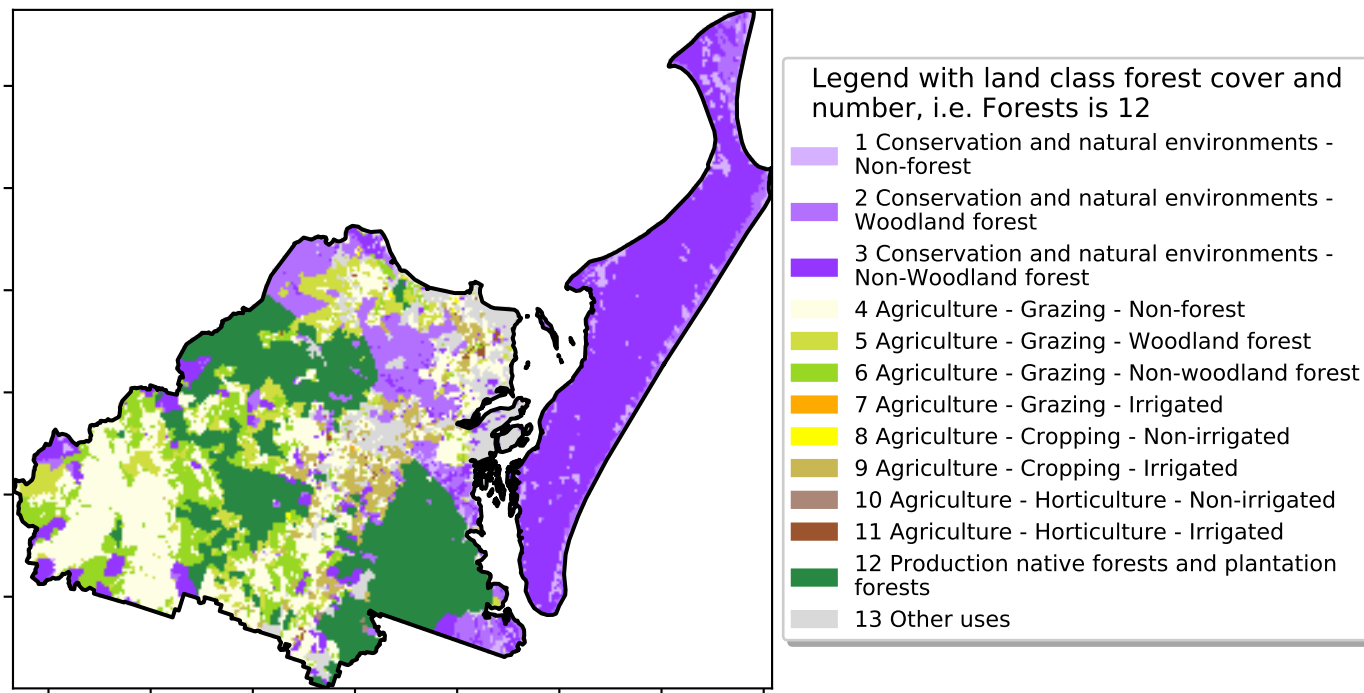 Legend with land class forest cover and
number, i.e. Forests is 12
1 Conservation and natural environments -
Non-forest
2 Conservation and natural environments -
Woodland forest
3 Conservation and natural environments -
Non-Woodland forest
4 Agriculture - Grazing - Non-forest
5 Agriculture - Grazing - Woodland forest
6 Agriculture - Grazing - Non-woodland forest
7 Agriculture - Grazing - Irrigated
8 Agriculture - Cropping - Non-irrigated
9 Agriculture - Cropping - Irrigated
10 Agriculture - Horticulture - Non-irrigated
11 Agriculture - Horticulture - Irrigated
12 Production native forests and plantation
forests
13 Other uses